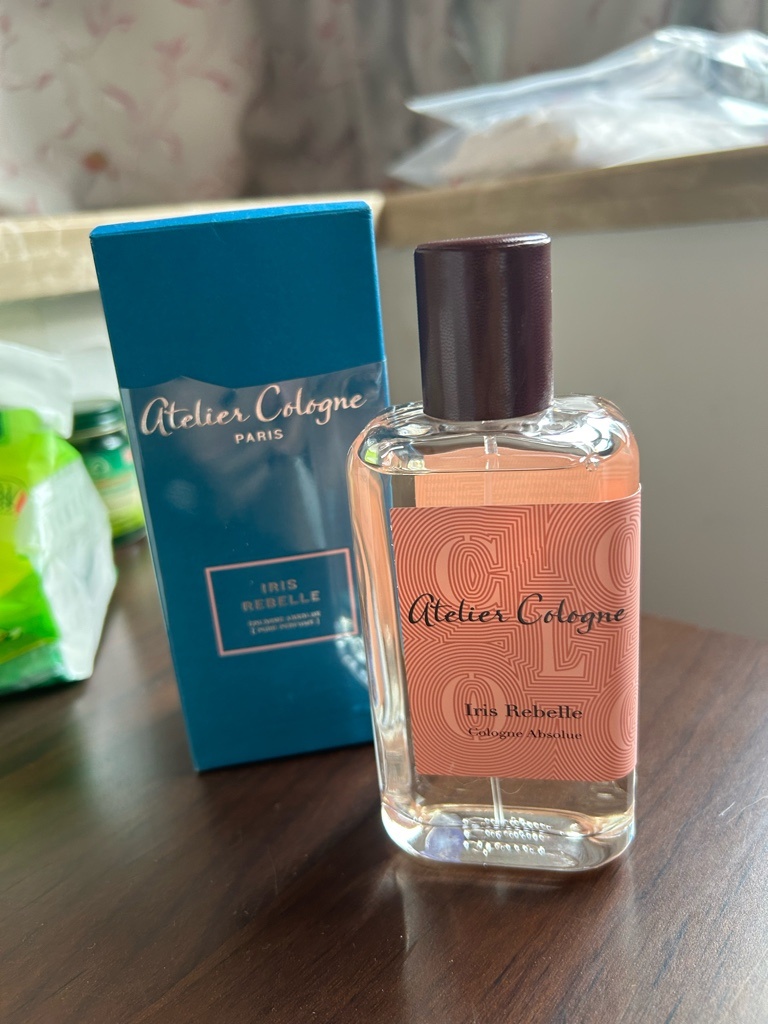 Atelier Cologne
PARIS
IRIS
REBELLE
Atelier Cologne
Iris Rebelle
Cologne Absolue